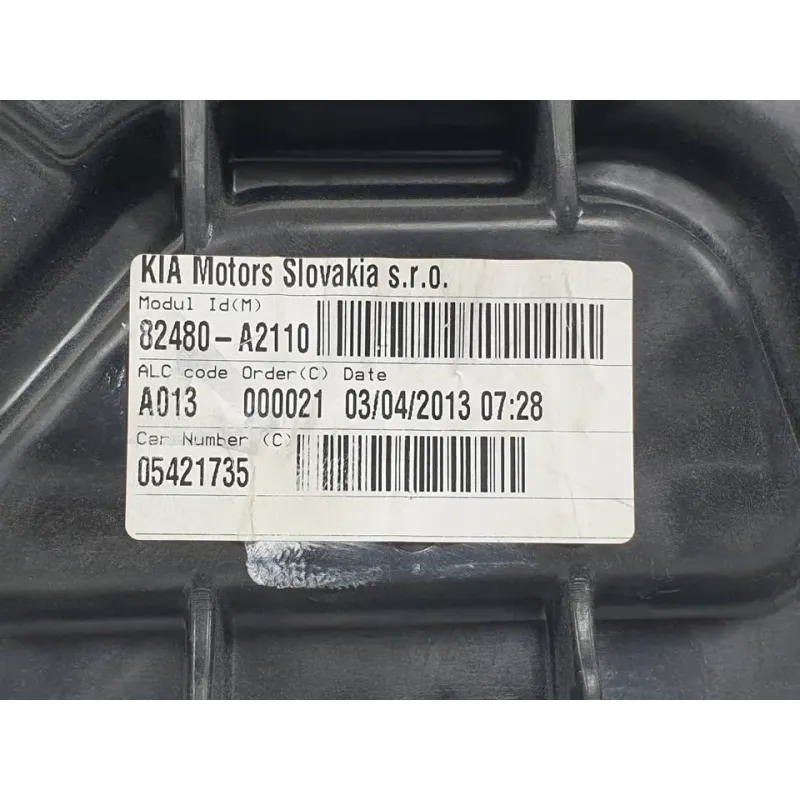 KIA Motors Slovakia s.r.o.
Modul Id(M)
82480-A2110
ALC code Order(C) Date
A013 000021 03/04/2013 07:28
Car Number (C)
05421735